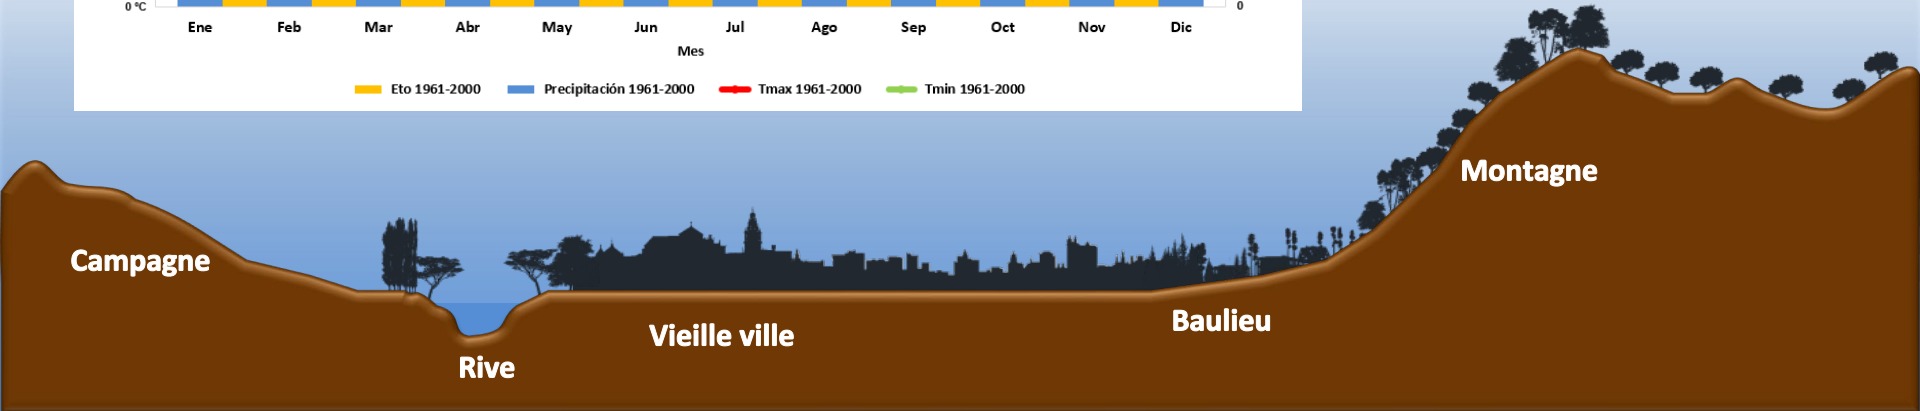 0 ºC
0
Ene Feb Mar Abr May Jun Jul Ago Sep Oct Nov Dic
Mes
Eto 1961-2000 Precipitación 1961-2000 Tmax 1961-2000 Tmin 1961-2000
Montagne
Campagne
Baulieu
Vieille ville
Rive